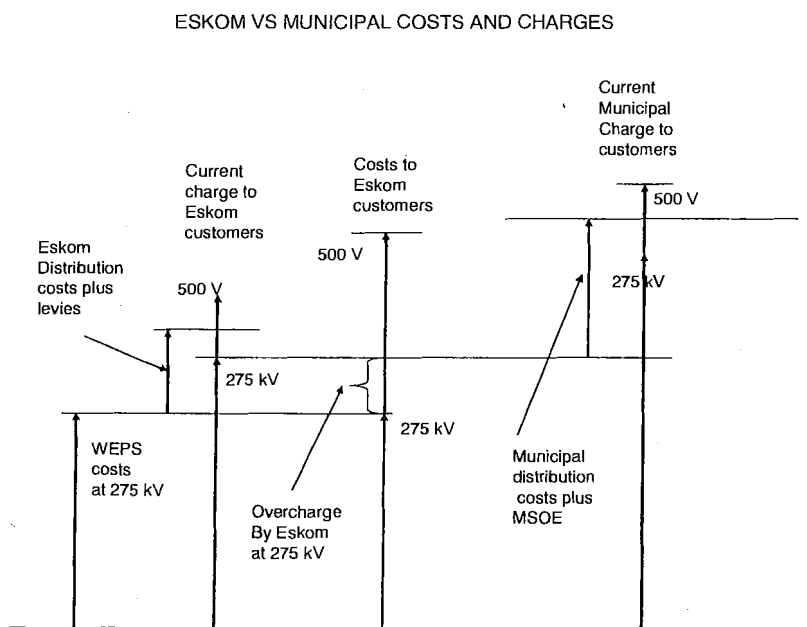 ESKOM VS MUNICIPAL COSTS AND CHARGES
Current
Municipal
Charge to
customers
Costs to
Eskom
customers
Current
charge to
Eskom
customers
500 V
Eskom
Distribution
costs plus
levies
500 V
275 kV
500 V
275 kV
275 kV
WEPS
costs
at 275 kV
Municipal
distribution
costs plus
MSOE
Overcharge
By Eskom
at 275 kV